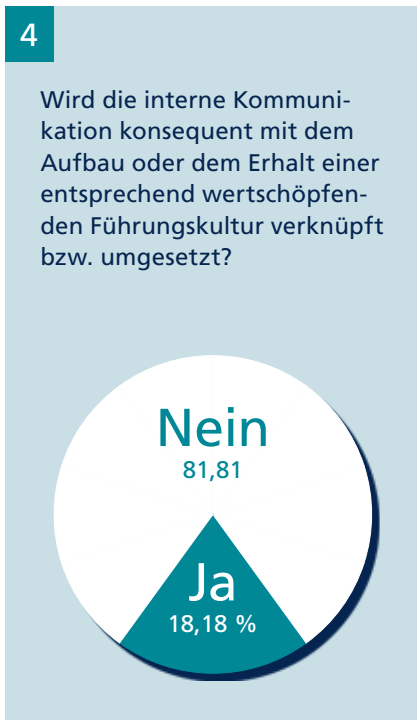 4
Wird die interne Kommuni-
kation konsequent mit dem
Aufbau oder dem Erhalt einer
entsprechend wertschöpfen-
den Führungskultur verknüpft
bzw. umgesetzt?
Nein
81,81
Ja
18,18 %